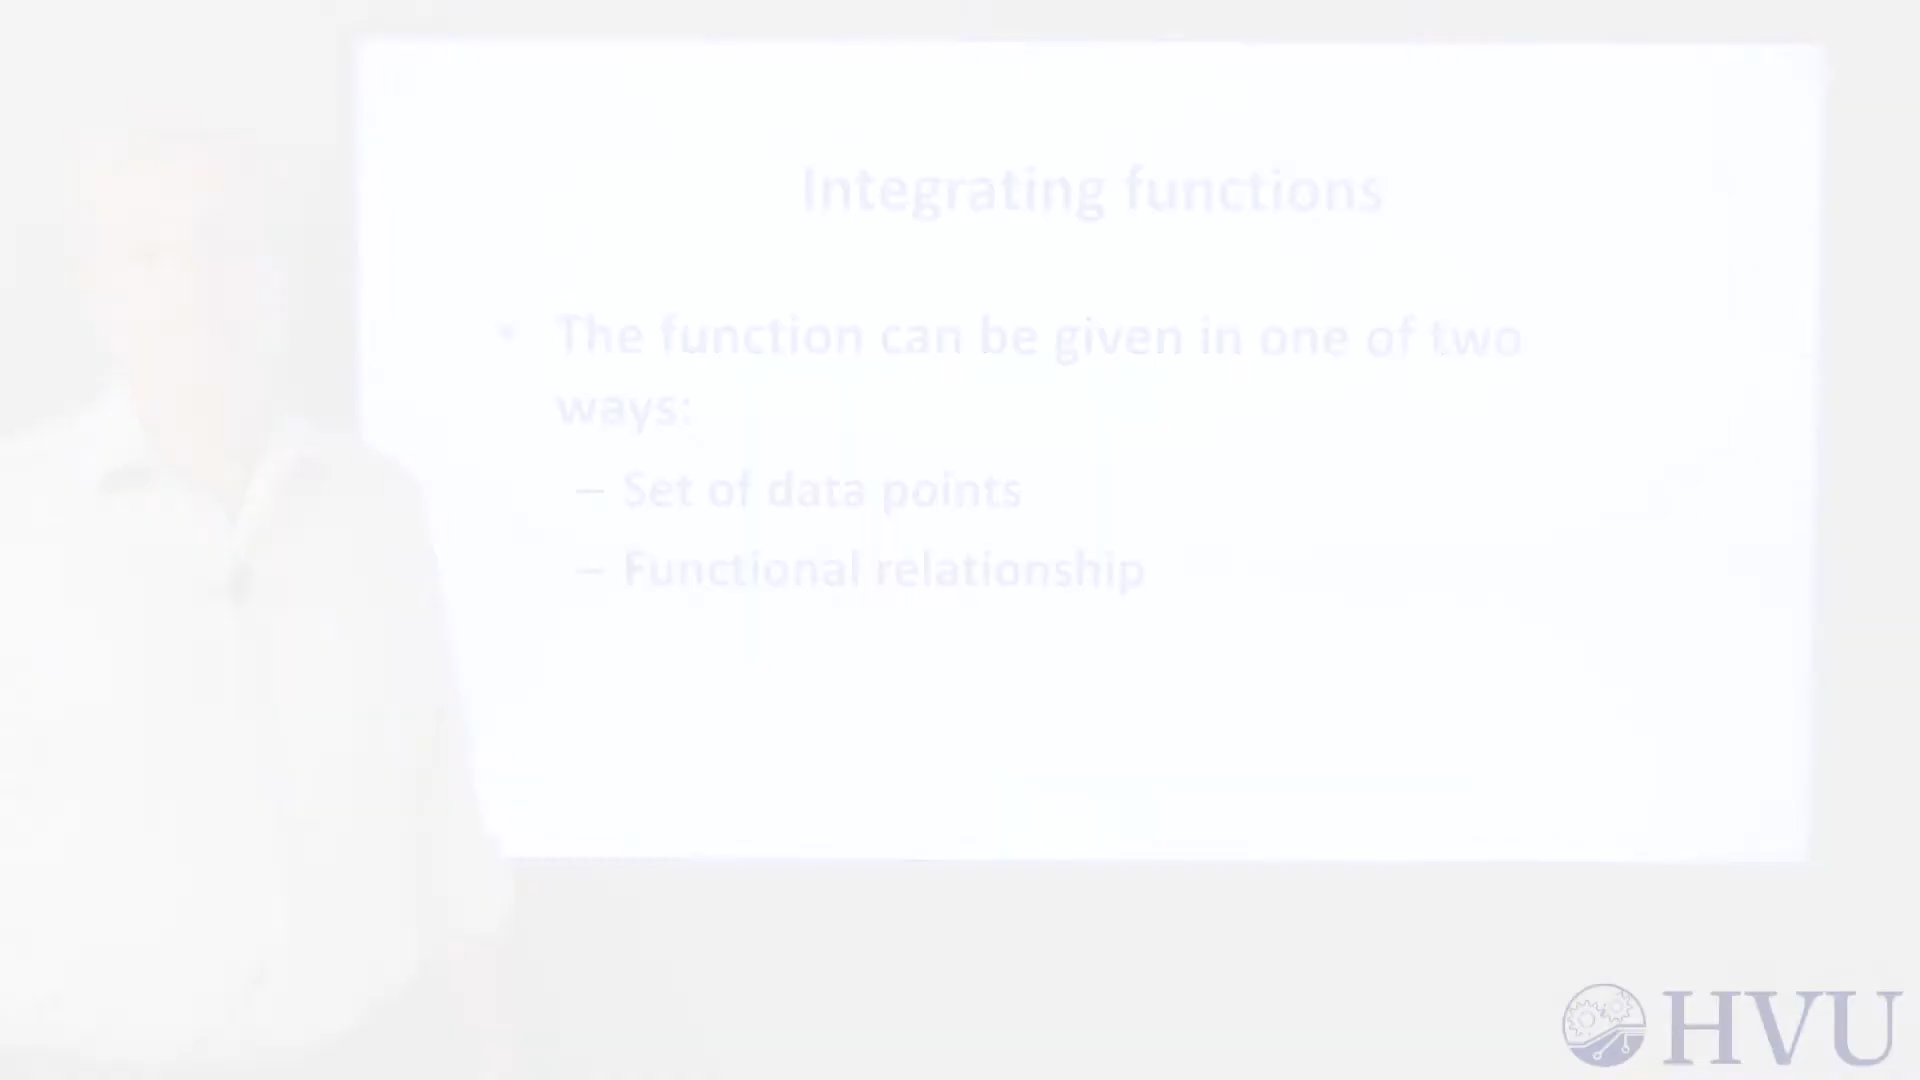 Integrating functions
• The function can be given in one of two
ways:
– Set of data points
– Functional relationship
HVU